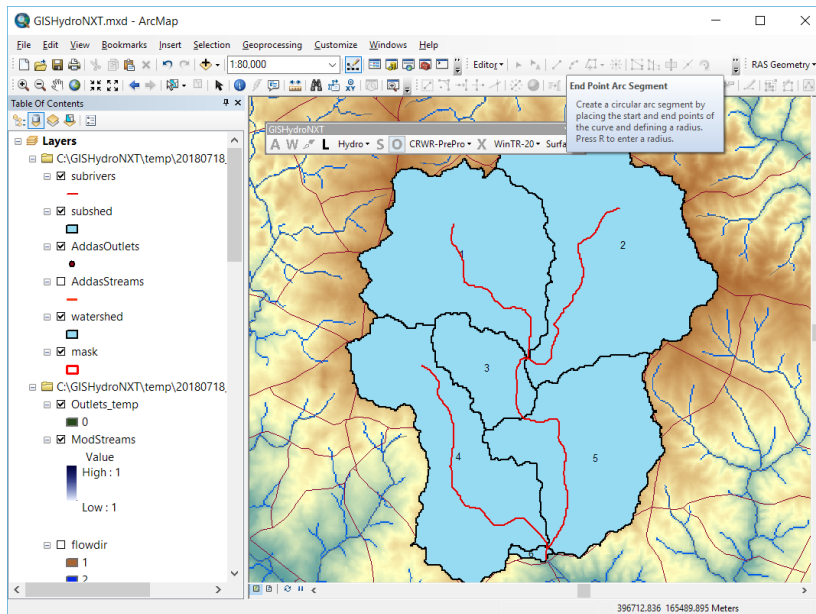 GISHydroNXT.mxd - ArcMap
File Edit View Bookmarks Insert Selection Geoprocessing Customize Windows Help
1:80,000
Editor
RAS Geometry
Table Of Contents
End Point Arc Segment
Create a circular arc segment by
placing the start and end points of
the curve and defining a radius.
Press R to enter a radius.
GISHydroNXT
A W L Hydro S O CRWR-PrePro X WinTR-20 Surfa
Layers
C:\GISHydroNXT\temp\20180718_
subrivers
subshed
AddasOutlets
AddasStreams
watershed
mask
C:\GISHydroNXT\temp\20180718_
Outlets_temp
0
ModStreams
Value
High : 1
Low : 1
flowdir
1
2
1
2
3
4
5
396712.836 165489.895 Meters